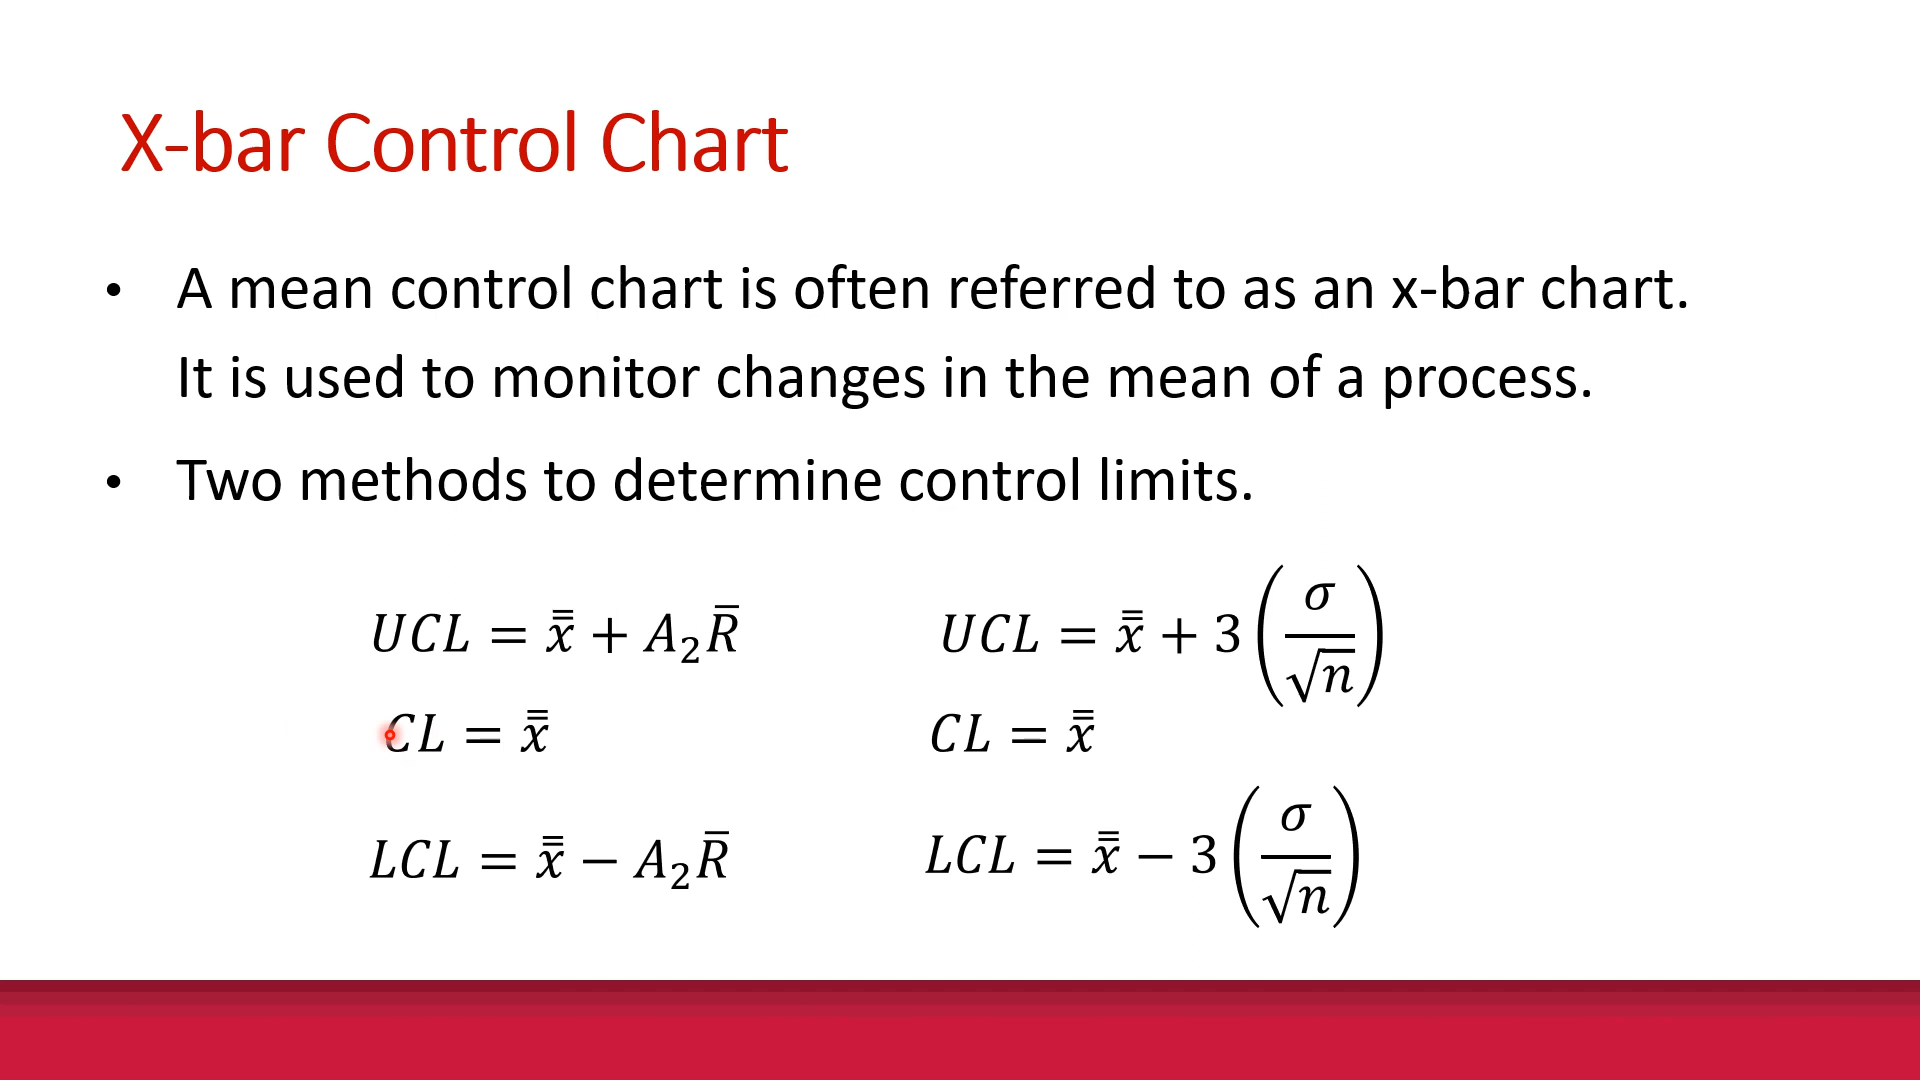 X-bar Control Chart
• A mean control chart is often referred to as an x-bar chart.
It is used to monitor changes in the mean of a process.
• Two methods to determine control limits.
UCL = x̿ + A₂R̅
UCL = x̿ + 3(σ/√n)
CL = x̿
CL = x̿
LCL = x̿ − A₂R̅
LCL = x̿ − 3(σ/√n)